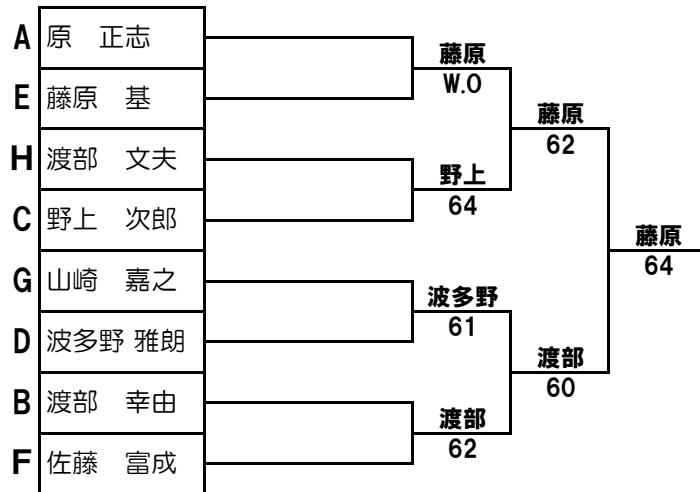 A 原 正志
E 藤原 基
H 渡部 文夫
C 野上 次郎
G 山崎 嘉之
D 波多野 雅朗
B 渡部 幸由
F 佐藤 富成
藤原
W.O
野上
64
波多野
61
渡部
62
藤原
62
渡部
60
藤原
64